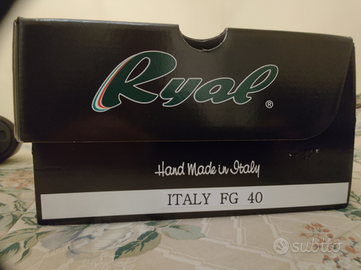 Ryal ®
Hand Made in Italy
ITALY FG 40
subito